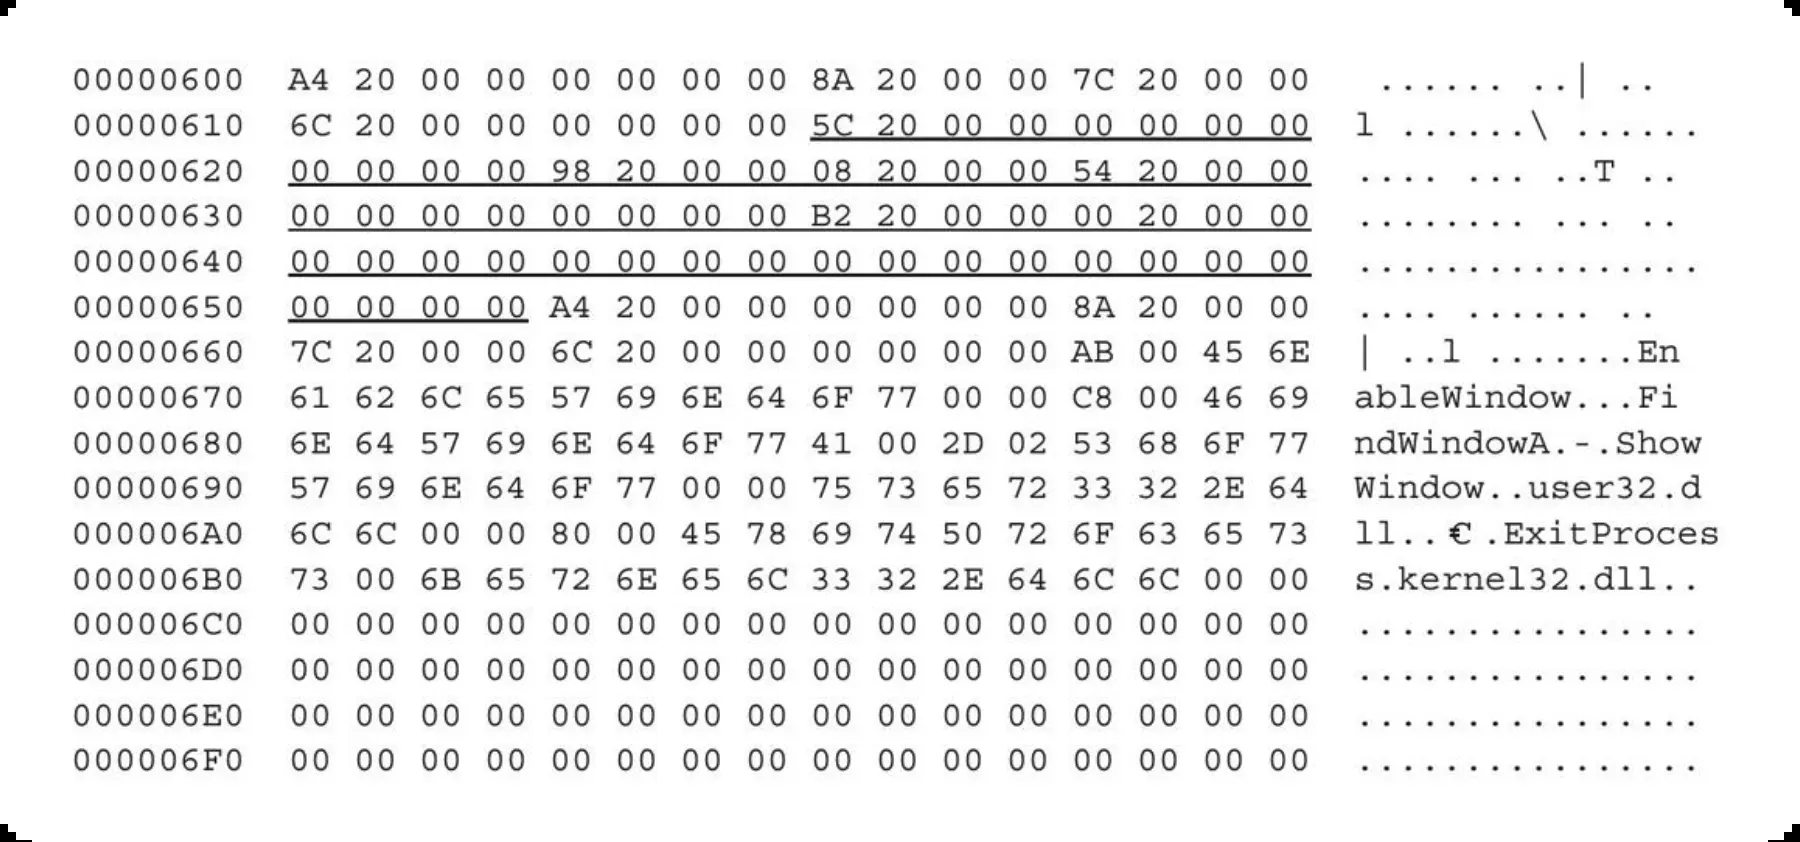 00000600 A4 20 00 00 00 00 00 00 8A 20 00 00 7C 20 00 00 ...... ..| ..
00000610 6C 20 00 00 00 00 00 00 5C 20 00 00 00 00 00 00 l ......\ ......
00000620 00 00 00 00 98 20 00 00 08 20 00 00 54 20 00 00 .... ... ..T ..
00000630 00 00 00 00 00 00 00 00 B2 20 00 00 00 20 00 00 ........ ... ..
00000640 00 00 00 00 00 00 00 00 00 00 00 00 00 00 00 00 ................
00000650 00 00 00 00 A4 20 00 00 00 00 00 00 8A 20 00 00 .... ...... ..
00000660 7C 20 00 00 6C 20 00 00 00 00 00 00 AB 00 45 6E | ..l .......En
00000670 61 62 6C 65 57 69 6E 64 6F 77 00 00 C8 00 46 69 ableWindow...Fi
00000680 6E 64 57 69 6E 64 6F 77 41 00 2D 02 53 68 6F 77 ndWindowA.-.Show
00000690 57 69 6E 64 6F 77 00 00 75 73 65 72 33 32 2E 64 Window..user32.d
000006A0 6C 6C 00 00 80 00 45 78 69 74 50 72 6F 63 65 73 ll..€.ExitProces
000006B0 73 00 6B 65 72 6E 65 6C 33 32 2E 64 6C 6C 00 00 s.kernel32.dll..
000006C0 00 00 00 00 00 00 00 00 00 00 00 00 00 00 00 00 ................
000006D0 00 00 00 00 00 00 00 00 00 00 00 00 00 00 00 00 ................
000006E0 00 00 00 00 00 00 00 00 00 00 00 00 00 00 00 00 ................
000006F0 00 00 00 00 00 00 00 00 00 00 00 00 00 00 00 00 ................